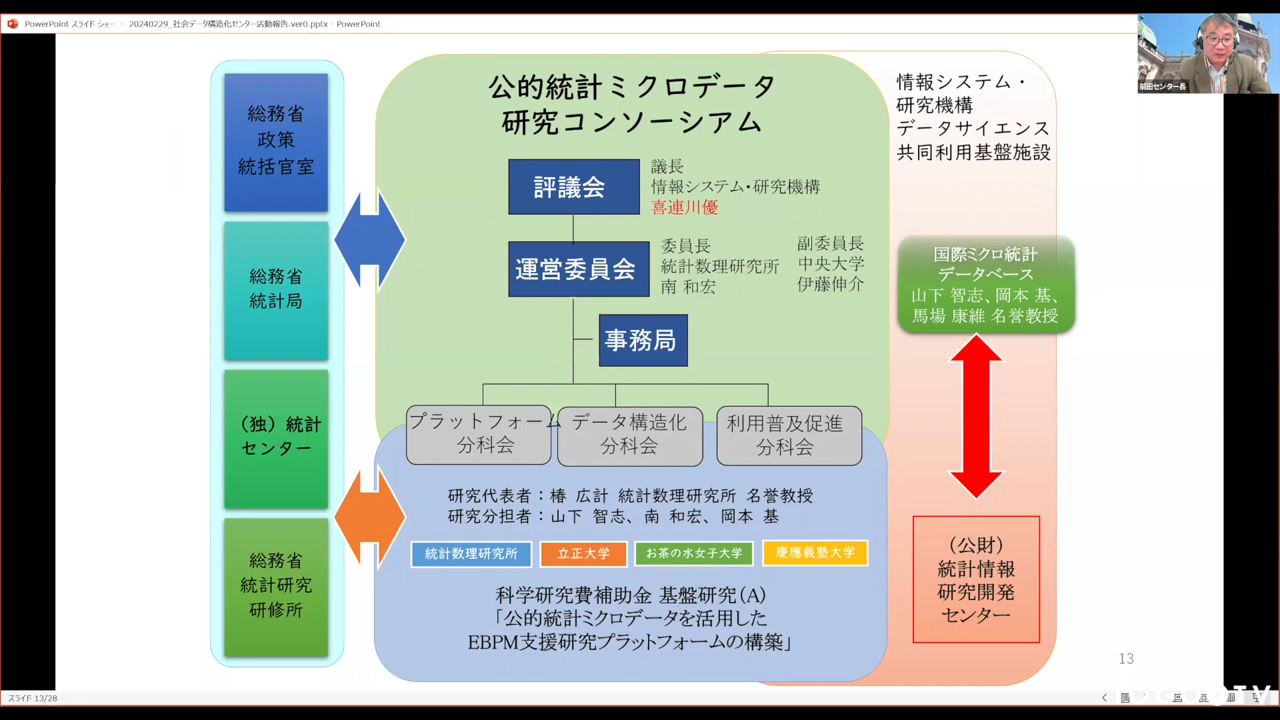 PowerPoint スライド ショー - 20240229_社会データ構造化センター活動報告.ver0.pptx - PowerPoint
前田センター長
総務省
政策
統括官室
総務省
統計局
（独）統計
センター
総務省
統計研究
研修所
公的統計ミクロデータ
研究コンソーシアム
評議会
議長
情報システム・研究機構
喜連川優
運営委員会
委員長
統計数理研究所
南 和宏
副委員長
中央大学
伊藤伸介
事務局
プラットフォーム
分科会
データ構造化
分科会
利用普及促進
分科会
研究代表者：椿 広計 統計数理研究所 名誉教授
研究分担者：山下 智志、南 和宏、岡本 基
統計数理研究所
立正大学
お茶の水女子大学
慶應義塾大学
科学研究費補助金 基盤研究（A）
「公的統計ミクロデータを活用した
EBPM支援研究プラットフォームの構築」
情報システム・
研究機構
データサイエンス
共同利用基盤施設
国際ミクロ統計
データベース
山下 智志、岡本 基、
馬場 康維 名誉教授
（公財）
統計情報
研究開発
センター
13
スライド 13/28